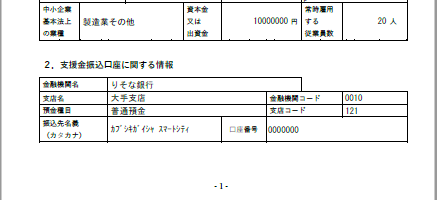 中小企業
基本法上
の業種
製造業その他
資本金
又は
出資金
10000000 円
常時雇用
する
従業員数
20 人
2．支援金振込口座に関する情報
金融機関名
りそな銀行
支店名
大手支店
金融機関コード
0010
預金種目
普通預金
支店コード
121
振込先名義
(カタカナ)
ｶﾌﾞｼｷｶﾞｲｼｬ ｽﾏｰﾄｼﾃｨ
口座番号
0000000
- 1 -